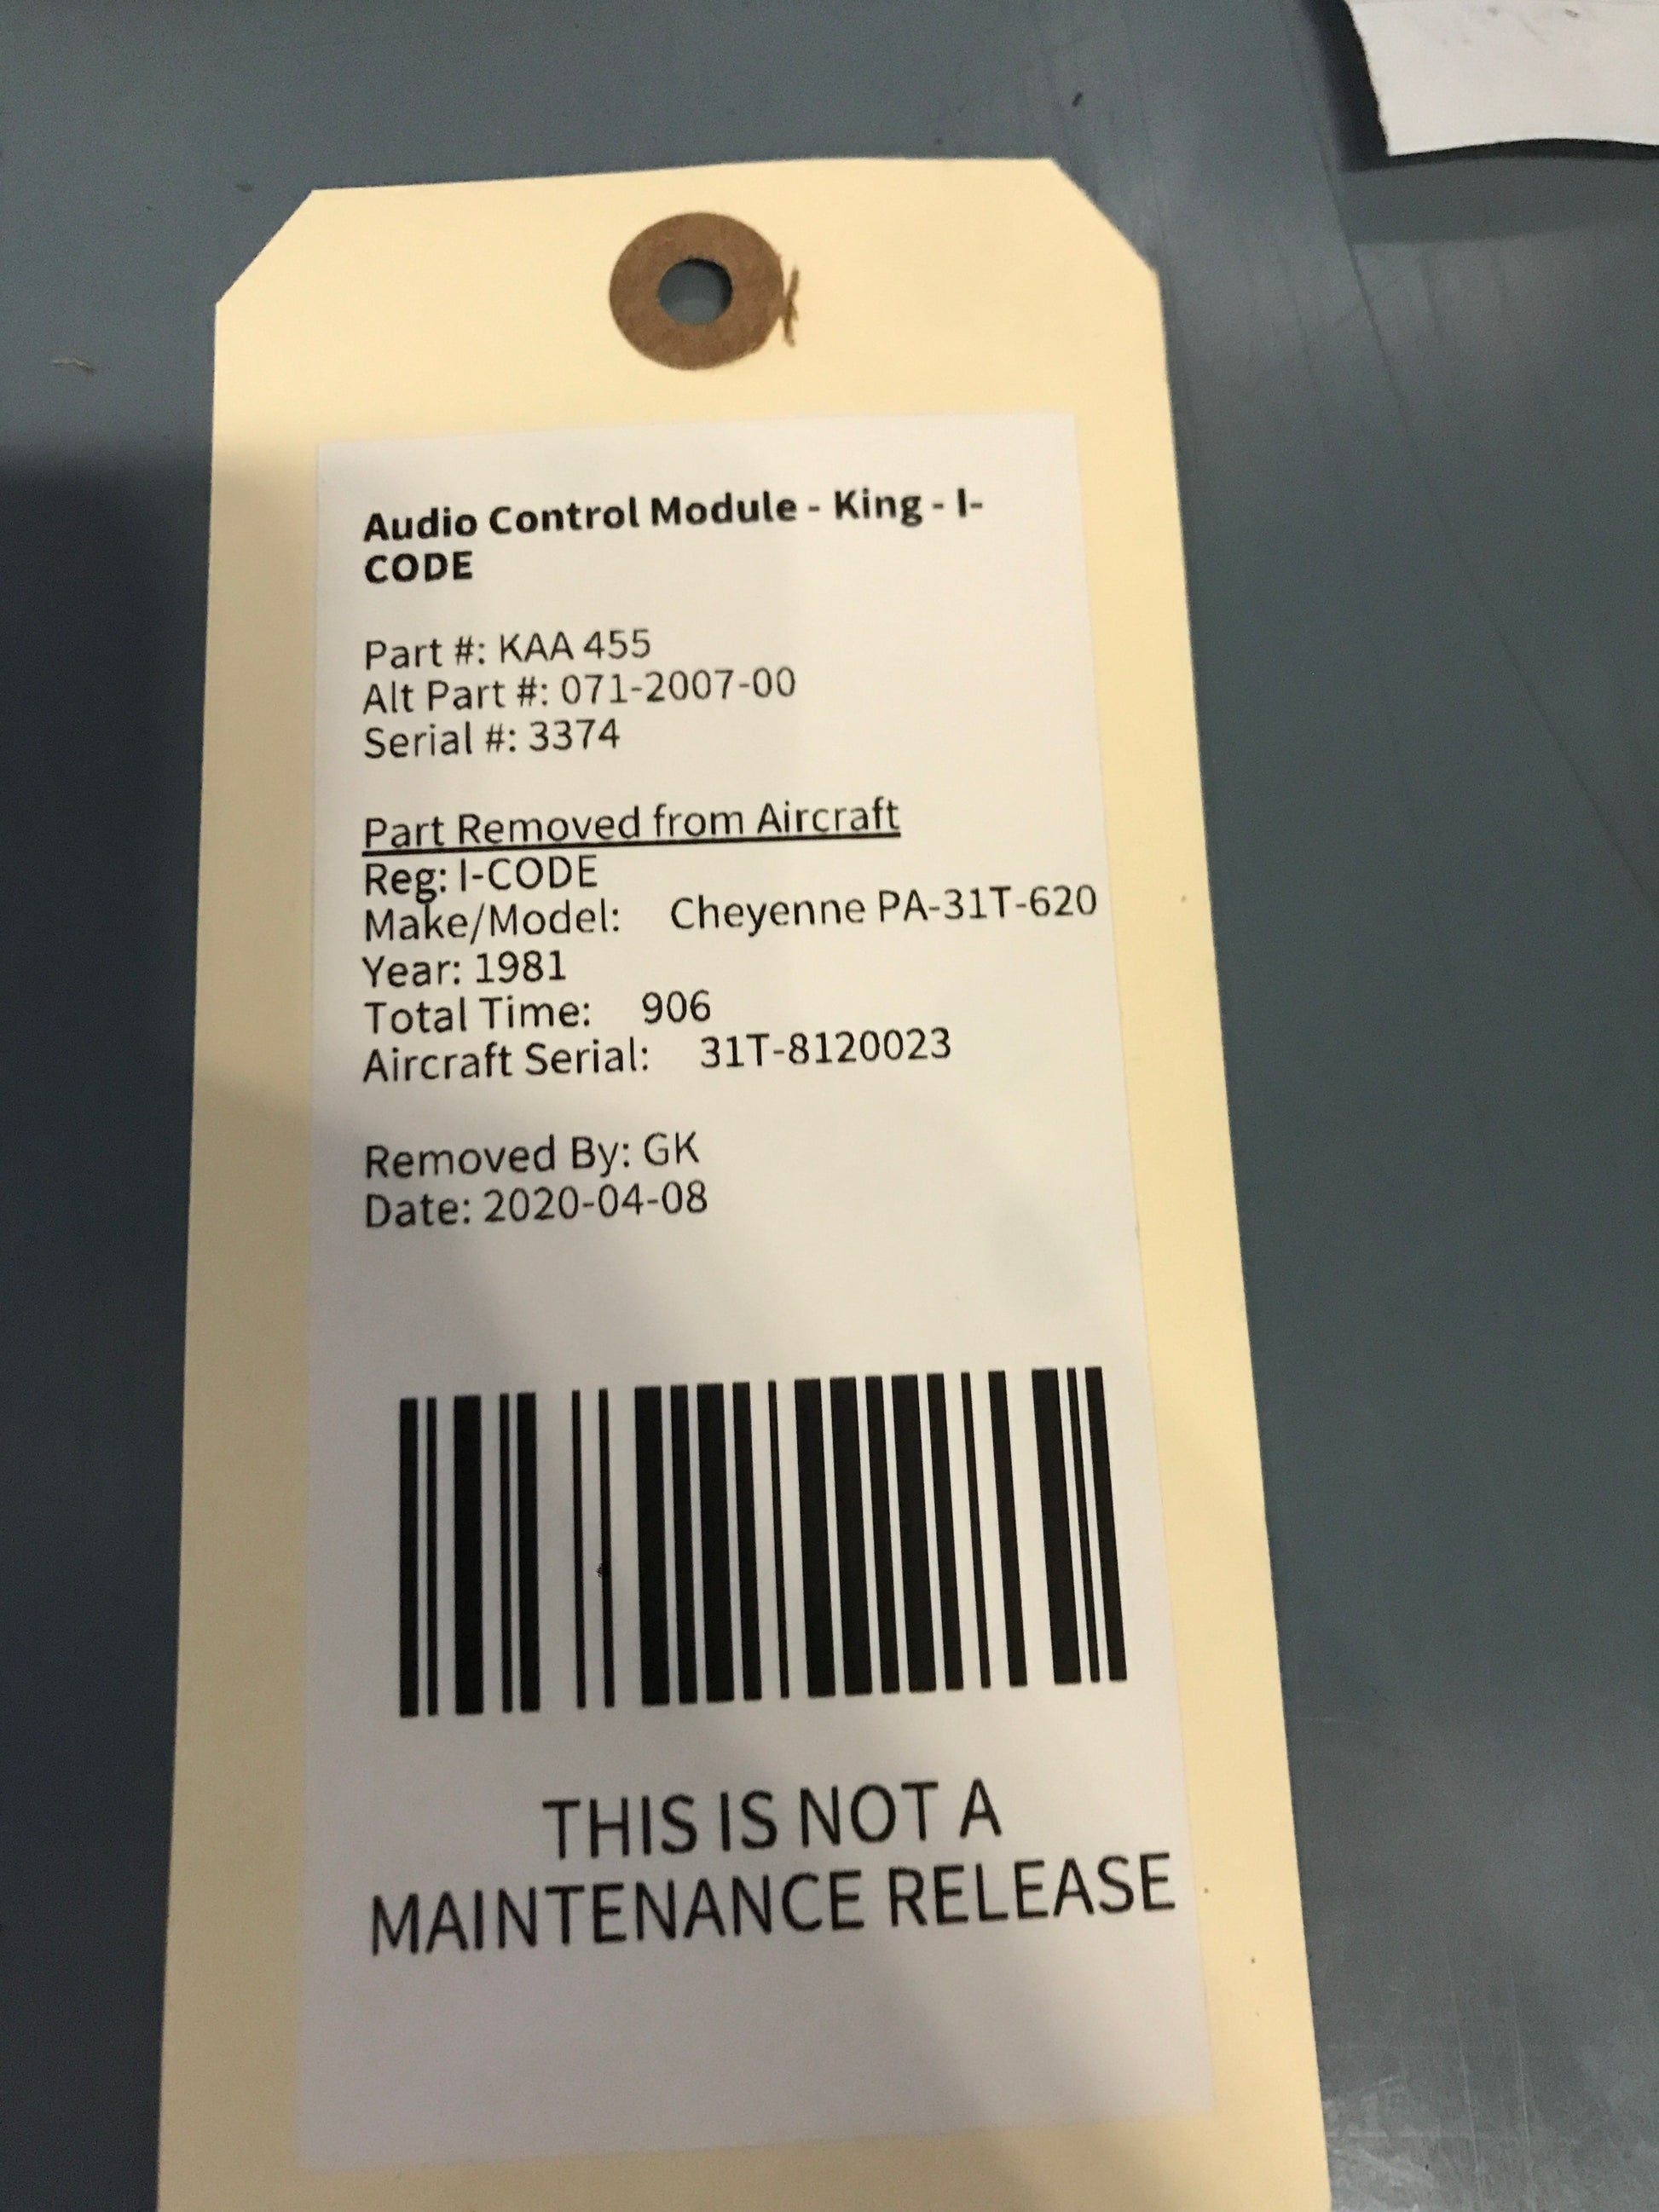 Audio Control Module - King - I-
CODE
Part #: KAA 455
Alt Part #: 071-2007-00
Serial #: 3374
Part Removed from Aircraft
Reg: I-CODE
Make/Model: Cheyenne PA-31T-620
Year: 1981
Total Time: 906
Aircraft Serial: 31T-8120023
Removed By: GK
Date: 2020-04-08
THIS IS NOT A
MAINTENANCE RELEASE